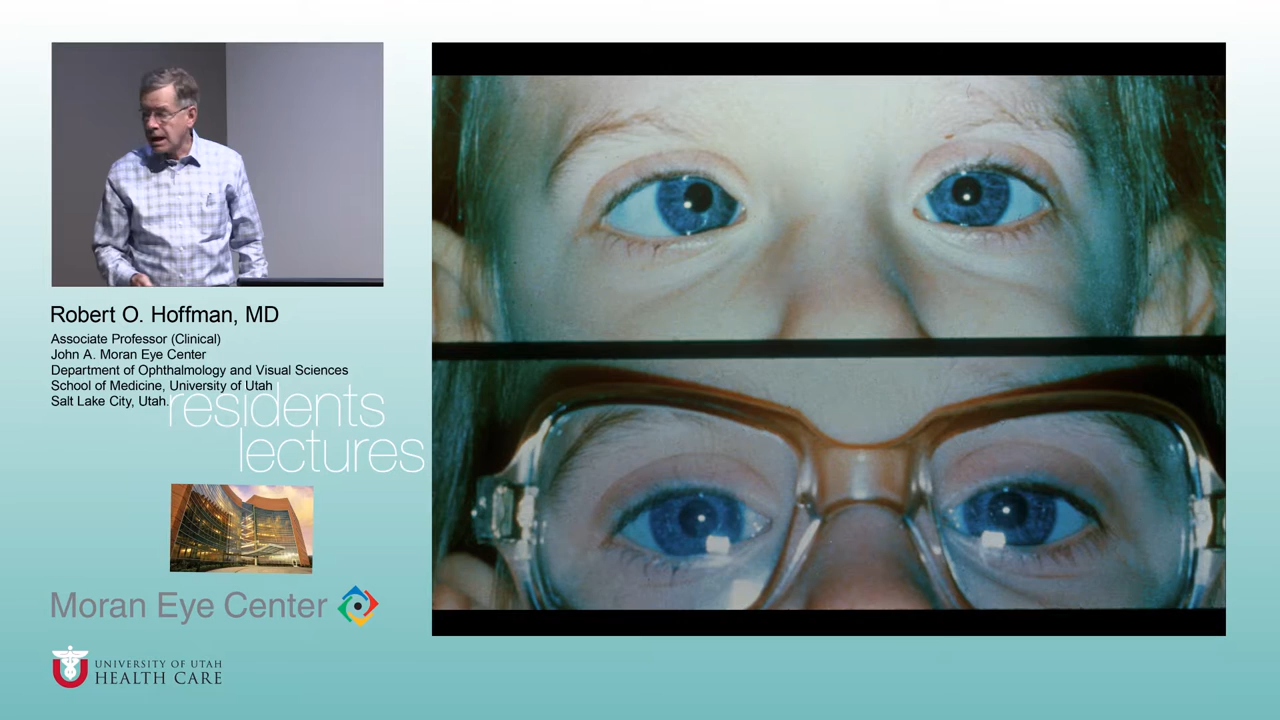 Robert O. Hoffman, MD
Associate Professor (Clinical)
John A. Moran Eye Center
Department of Ophthalmology and Visual Sciences
School of Medicine, University of Utah
Salt Lake City, Utah.
residents
lectures
Moran Eye Center
UNIVERSITY OF UTAH
HEALTH CARE